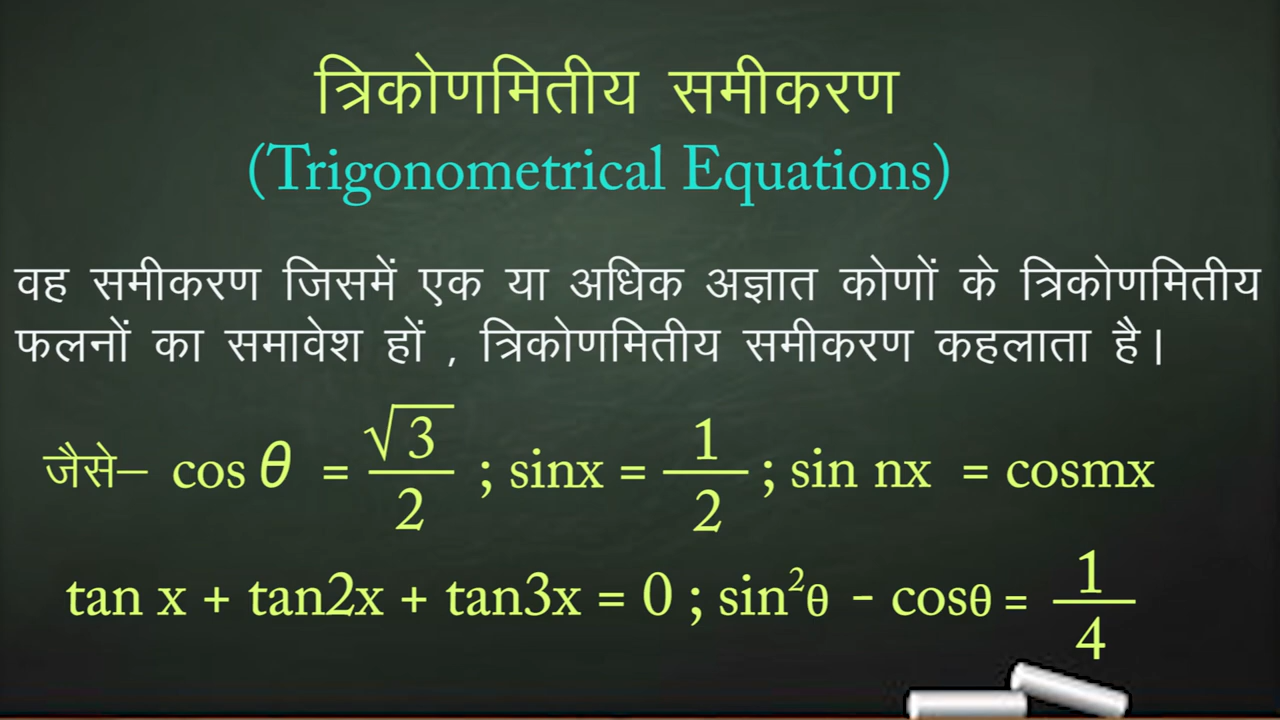 त्रिकोणमितीय समीकरण
(Trigonometrical Equations)
वह समीकरण जिसमें एक या अधिक अज्ञात कोणों के त्रिकोणमितीय
फलनों का समावेश हों , त्रिकोणमितीय समीकरण कहलाता है।
जैसे– cos θ = √3/2 ; sinx = 1/2 ; sin nx = cosmx
tan x + tan2x + tan3x = 0 ; sin²θ - cosθ = 1/4